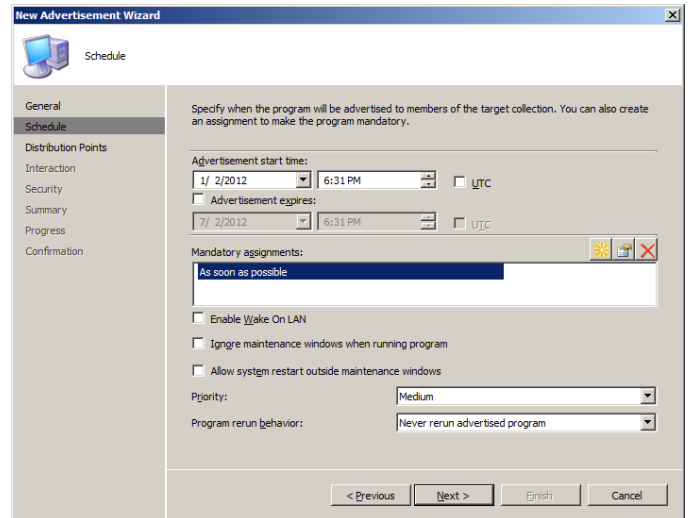 New Advertisement Wizard
Schedule
General
Schedule
Distribution Points
Interaction
Security
Summary
Progress
Confirmation
Specify when the program will be advertised to members of the target collection. You can also create
an assignment to make the program mandatory.
Advertisement start time:
1/ 2/2012 6:31 PM UTC
Advertisement expires:
7/ 2/2012 6:31 PM UTC
Mandatory assignments:
As soon as possible
Enable Wake On LAN
Ignore maintenance windows when running program
Allow system restart outside maintenance windows
Priority: Medium
Program rerun behavior: Never rerun advertised program
< Previous Next > Finish Cancel